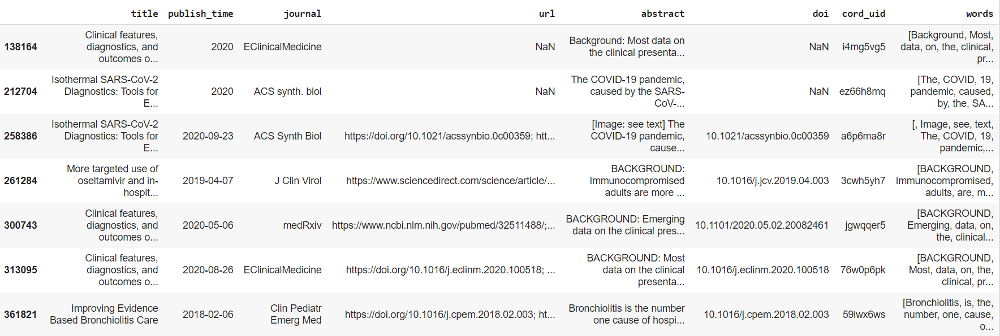 title publish_time journal url abstract doi cord_uid words
138164 Clinical features, diagnostics, and outcomes o... 2020 EClinicalMedicine NaN Background: Most data on the clinical presenta... NaN i4mg5vg5 [Background, Most, data, on, the, clinical, pr...
212704 Isothermal SARS-CoV-2 Diagnostics: Tools for E... 2020 ACS synth. biol NaN The COVID-19 pandemic, caused by the SARS-CoV-... NaN ez66h8mq [The, COVID, 19, pandemic, caused, by, the, SA...
258386 Isothermal SARS-CoV-2 Diagnostics: Tools for E... 2020-09-23 ACS Synth Biol https://doi.org/10.1021/acssynbio.0c00359; htt... [Image: see text] The COVID-19 pandemic, cause... 10.1021/acssynbio.0c00359 a6p6ma8r [, Image, see, text, The, COVID, 19, pandemic,...
261284 More targeted use of oseltamivir and in-hospit... 2019-04-07 J Clin Virol https://www.sciencedirect.com/science/article/... BACKGROUND: Immunocompromised adults are more ... 10.1016/j.jcv.2019.04.003 3cwh5yh7 [BACKGROUND, Immunocompromised, adults, are, m...
300743 Clinical features, diagnostics, and outcomes o... 2020-05-06 medRxiv https://www.ncbi.nlm.nih.gov/pubmed/32511488/;... BACKGROUND: Emerging data on the clinical pres... 10.1101/2020.05.02.20082461 jgwqqer5 [BACKGROUND, Emerging, data, on, the, clinical...
313095 Clinical features, diagnostics, and outcomes o... 2020-08-26 EClinicalMedicine https://doi.org/10.1016/j.eclinm.2020.100518; ... BACKGROUND: Most data on the clinical presenta... 10.1016/j.eclinm.2020.100518 76w0p6pk [BACKGROUND, Most, data, on, the, clinical, pr...
361821 Improving Evidence Based Bronchiolitis Care 2018-02-06 Clin Pediatr Emerg Med https://doi.org/10.1016/j.cpem.2018.02.003; ht... Bronchiolitis is the number one cause of hospi... 10.1016/j.cpem.2018.02.003 59iwx6ws [Bronchiolitis, is, the, number, one, cause, o...